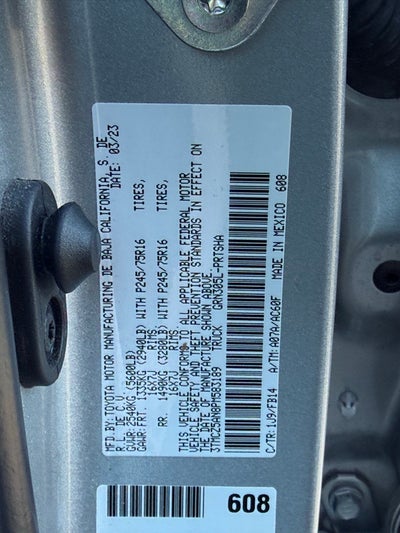 MFD.BY:TOYOTA MOTOR MANUFACTURING DE BAJA CALIFORNIA, S. DE
R.L. DE C.V. DATE: 03/23
GVWR: 2540KG(5600LB)
GAWR:FRT. 1335KG (2940LB) WITH P245/75R16 TIRES,
16X7J RIMS,
RR. 1490KG (3280LB) WITH P245/75R16 TIRES,
16X7J RIMS,
THIS VEHICLE CONFORMS TO ALL APPLICABLE FEDERAL MOTOR
VEHICLE SAFETY AND THEFT PREVENTION STANDARDS IN EFFECT ON
THE DATE OF MANUFACTURE SHOWN ABOVE.
3TMCZ5AN8PM563189 TRUCK GRN305L-PRTSHA
C/TR:1J9/FB14 A/TM:A07A/AC60F MADE IN MEXICO 608
608